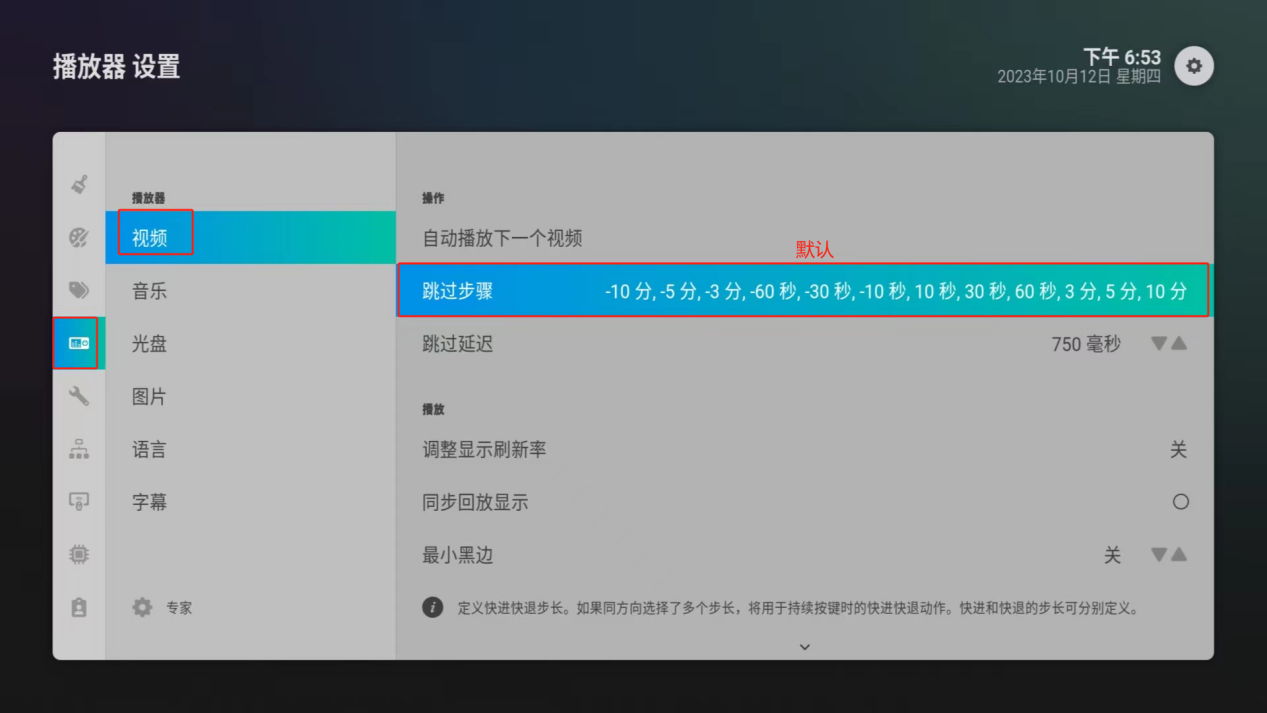 播放器 设置
下午 6:53
2023年10月12日 星期四
播放器
视频
音乐
光盘
图片
语言
字幕
专家
操作
自动播放下一个视频
默认
跳过步骤 -10 分, -5 分, -3 分, -60 秒, -30 秒, -10 秒, 10 秒, 30 秒, 60 秒, 3 分, 5 分, 10 分
跳过延迟 750 毫秒
播放
调整显示刷新率 关
同步回放显示
最小黑边 关
定义快进快退步长。如果同方向选择了多个步长，将用于持续按键时的快进快退动作。快进和快退的步长可分别定义。